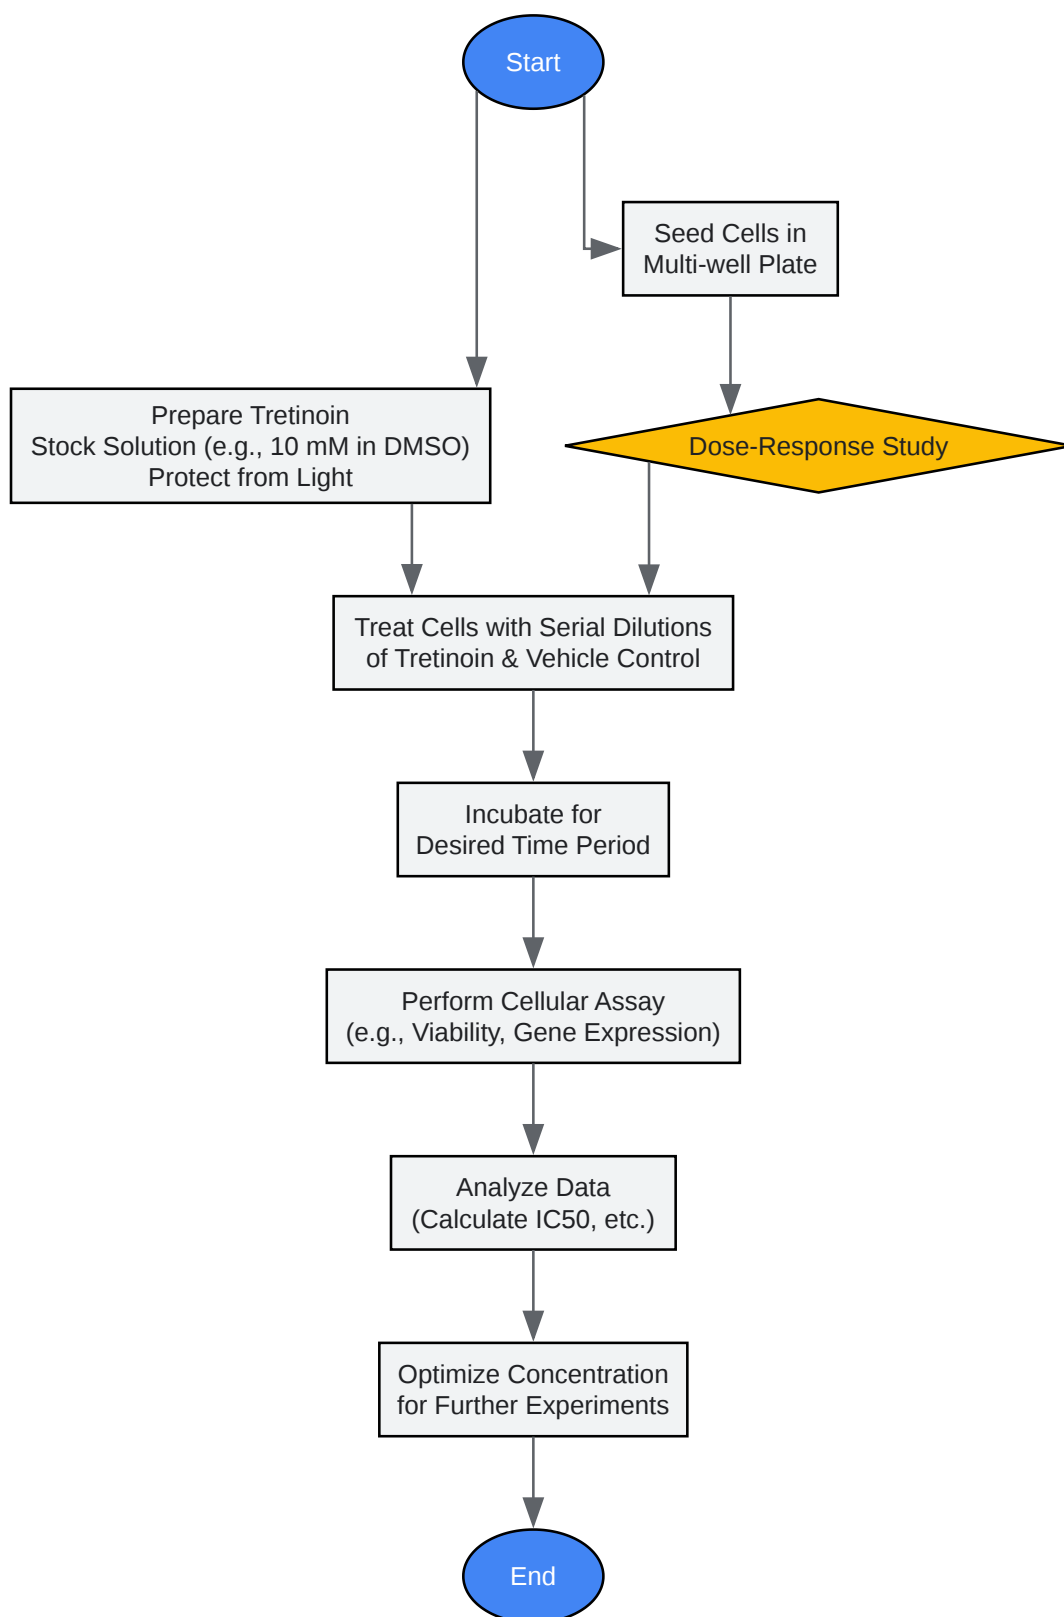 Start
Seed Cells in
Multi-well Plate
Prepare Tretinoin
Stock Solution (e.g., 10 mM in DMSO)
Protect from Light
Dose-Response Study
Treat Cells with Serial Dilutions
of Tretinoin & Vehicle Control
Incubate for
Desired Time Period
Perform Cellular Assay
(e.g., Viability, Gene Expression)
Analyze Data
(Calculate IC50, etc.)
Optimize Concentration
for Further Experiments
End